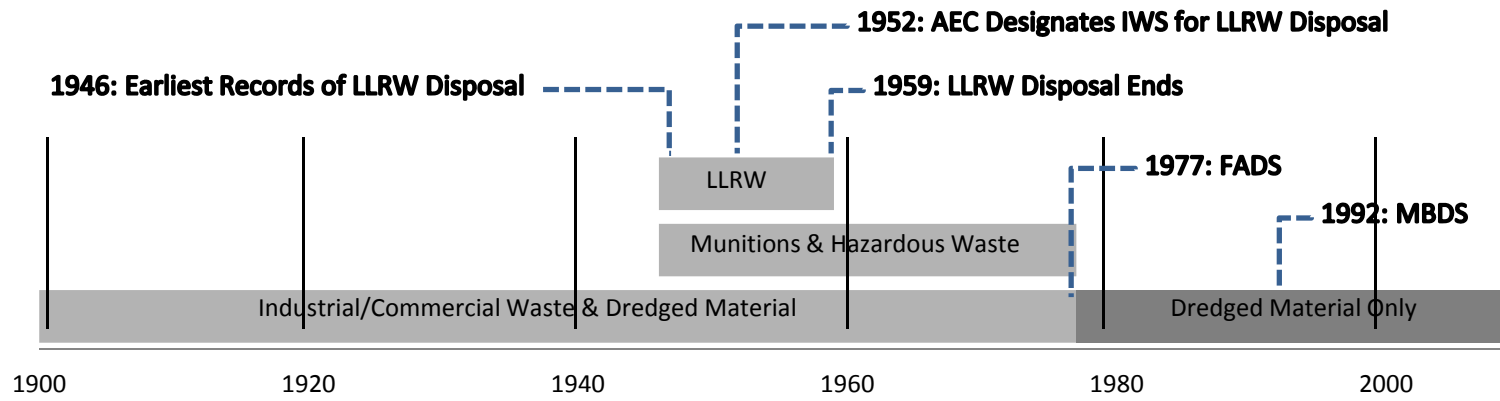 1952: AEC Designates IWS for LLRW Disposal
1946: Earliest Records of LLRW Disposal
1959: LLRW Disposal Ends
1977: FADS
LLRW
1992: MBDS
Munitions & Hazardous Waste
Industrial/Commercial Waste & Dredged Material
Dredged Material Only
1900
1920
1940
1960
1980
2000